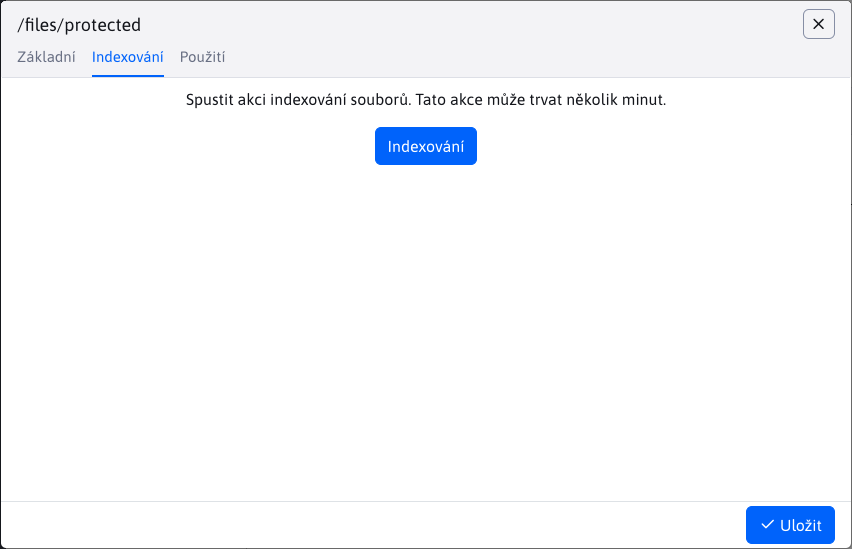 /files/protected
Základní Indexování Použití
Spustit akci indexování souborů. Tato akce může trvat několik minut.
Indexování
Uložit